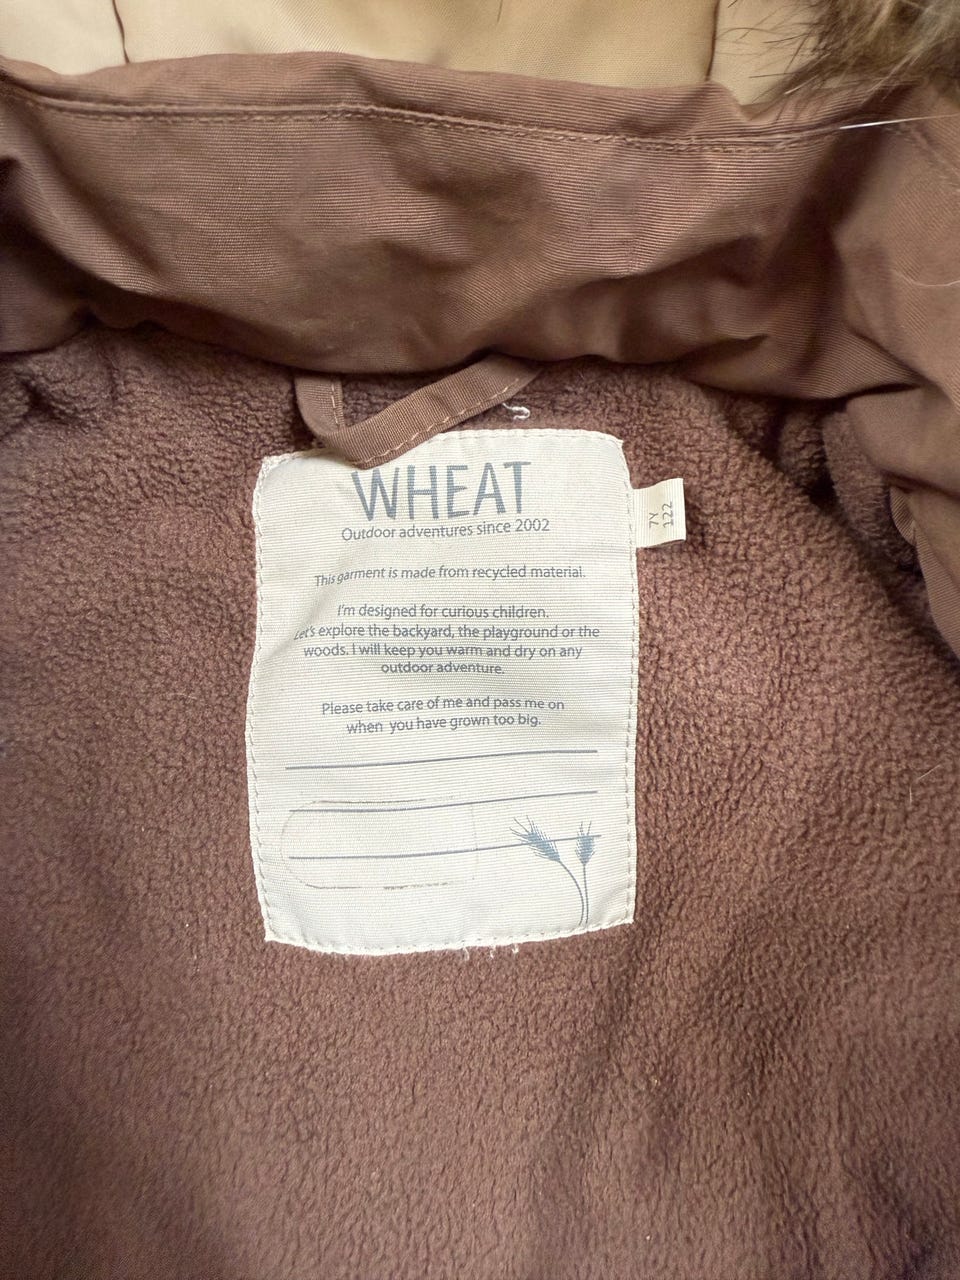 WHEAT
Outdoor adventures since 2002
This garment is made from recycled material.
I'm designed for curious children.
Let's explore the backyard, the playground or the
woods. I will keep you warm and dry on any
outdoor adventure.
Please take care of me and pass me on
when you have grown too big.
7Y
122